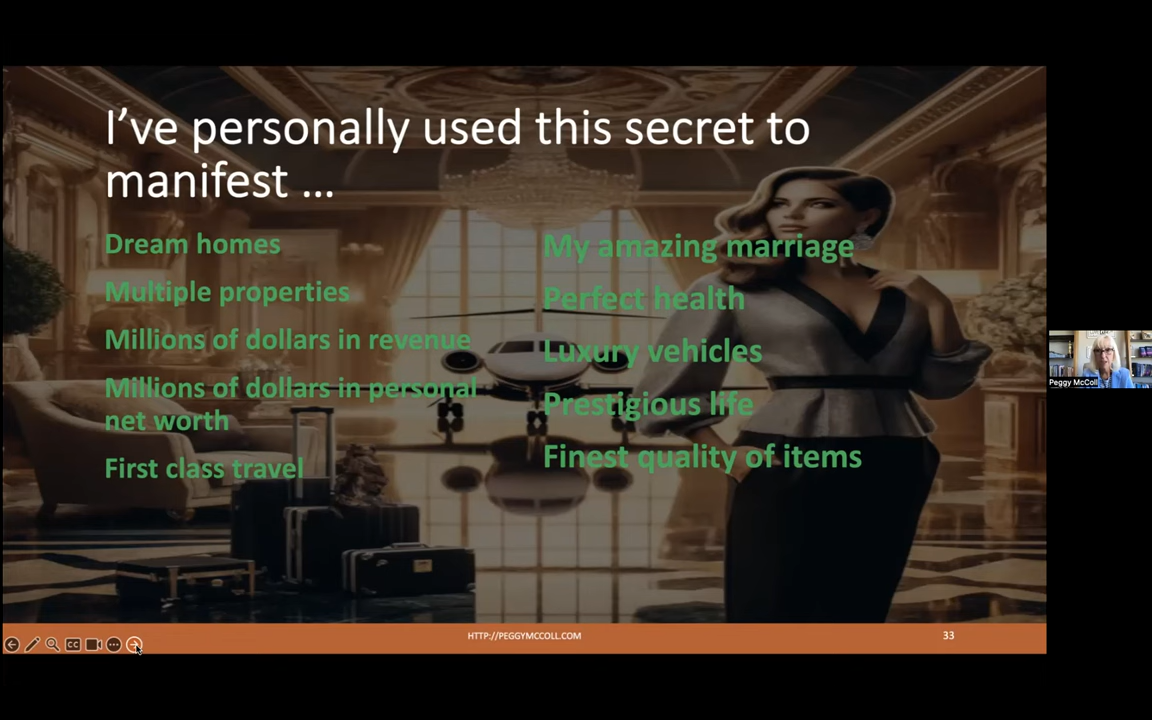 I've personally used this secret to
manifest ...
Dream homes
Multiple properties
Millions of dollars in revenue
Millions of dollars in personal
net worth
First class travel
My amazing marriage
Perfect health
Luxury vehicles
Prestigious life
Finest quality of items
Peggy McColl
CC
HTTP://PEGGYMCCOLL.COM
33